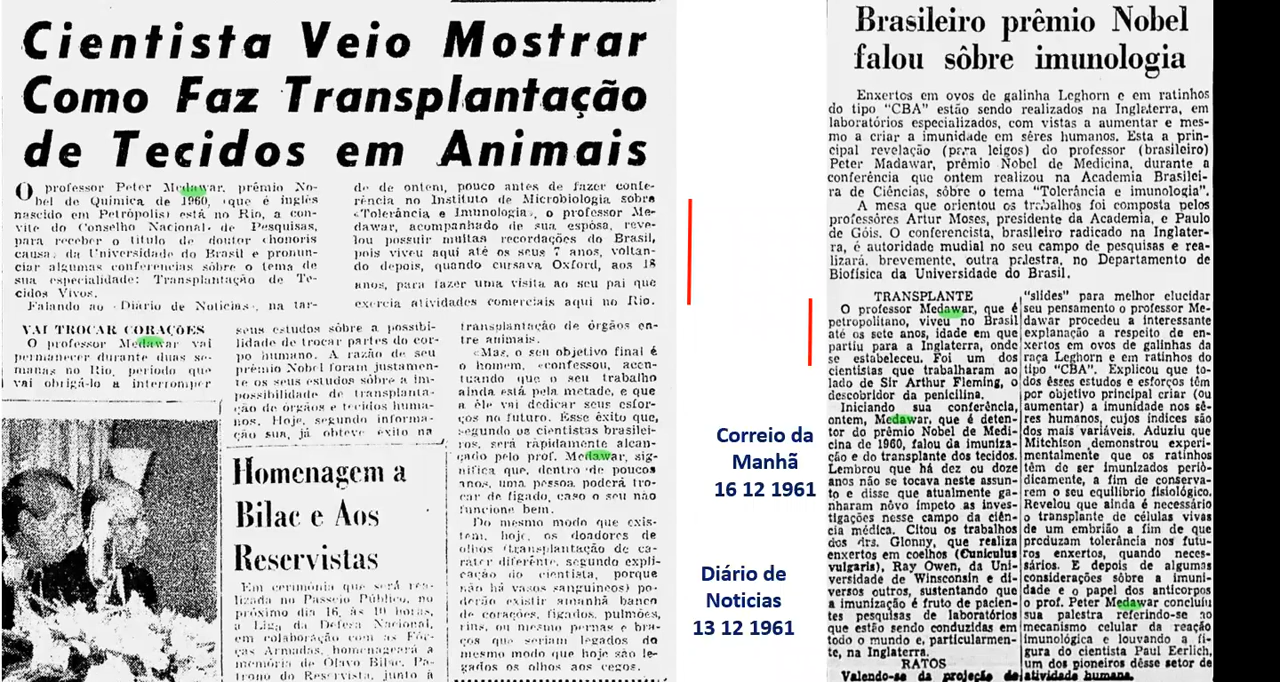 Cientista Veio Mostrar
Como Faz Transplantação
de Tecidos em Animais
O professor Peter Medawar, prêmio No-
bel de Química de 1960, (que é inglês
nascido em Petrópolis) está no Rio, a con-
vite do Conselho Nacional de Pesquisas,
para receber o título de doutor «honoris
causa» da Universidade do Brasil e pronun-
ciar algumas conferencias sôbre o tema de
sua especialidade: Transplantação de Te-
cidos Vivos.
Falando ao «Diário de Noticias», na tar-
de de ontem, pouco antes de fazer confe-
rência no Instituto de Microbiologia sobre
«Tolerância e Imunologia», o professor Me-
dawar, acompanhado de sua esposa, reve-
lou possuir muitas recordações do Brasil,
pois viveu aqui até os seus 7 anos, voltan-
do depois, quando cursava Oxford, aos 18
anos, para fazer uma visita ao seu pai que
exercia atividades comerciais aqui no Rio.
VAI TROCAR CORAÇÕES
O professor Medawar vai
permanecer durante duas se-
manas no Rio, período que
vai obrigá-lo a interromper
seus estudos sôbre a possibi-
lidade de trocar partes do cor-
po humano. A razão de seu
prêmio Nobel foram justamen-
te os seus estudos sôbre a im-
possibilidade de transplanta-
ção de órgãos e tecidos huma-
nos. Hoje, segundo informa-
ção sua, já obteve êxito na
transplantação de órgãos en-
tre animais.
«Mas, o seu objetivo final é
o homem, «confessou, acen-
tuando que o seu trabalho
ainda está pela metade, e que
a êle vai dedicar seus esfor-
ços no futuro. Esse êxito que,
segundo os cientistas brasilei-
ros, será ràpidamente alcan-
çado pelo prof. Medawar, sig-
nifica que, dentro de poucos
anos, uma pessoa poderá tro-
car de fígado, caso o seu não
funcione bem.
Do mesmo modo que exis-
tem, hoje, os doadores de
olhos (transplantação de ca-
ráter diferente, segundo expli-
cação do cientista, porque
não há vasos sanguíneos) po-
derão existir amanhã banco
de corações, fígados, pulmões,
rins, ou mesmo pernas e bra-
ços que seriam legados do
mesmo modo que hoje são le-
gados os olhos aos cegos.
Homenagem a
Bilac e Aos
Reservistas
Em cerimônia que será rea-
lizada no Passeio Público, no
próximo dia 16, às 10 horas,
a Liga da Defesa Nacional,
em colaboração com as Fôr-
ças Armadas, homenageará a
memória de Olavo Bilac, Pa-
trono do Reservista, junto à
Correio da
Manhã
16 12 1961
Diário de
Noticias
13 12 1961
Brasileiro prêmio Nobel
falou sôbre imunologia
Enxertos em ovos de galinha Leghorn e em ratinhos
do tipo "CBA" estão sendo realizados na Inglaterra, em
laboratórios especializados, com vistas a aumentar e mes-
mo a criar a imunidade em sêres humanos. Esta a prin-
cipal revelação (para leigos) do professor (brasileiro)
Peter Madawar, prêmio Nobel de Medicina, durante a
conferência que ontem realizou na Academia Brasilei-
ra de Ciências, sôbre o tema "Tolerância e imunologia".
A mesa que orientou os trabalhos foi composta pelos
professôres Artur Moses, presidente da Academia, e Paulo
de Góis. O conferencista, brasileiro radicado na Inglater-
ra, é autoridade mudial no seu campo de pesquisas e rea-
lizará, brevemente, outra palestra, no Departamento de
Biofísica da Universidade do Brasil.
TRANSPLANTE
O professor Medawar, que é
petropolitano, viveu no Brasil
até os sete anos, idade em que
partiu para a Inglaterra, onde
se estabeleceu. Foi um dos
cientistas que trabalharam ao
lado de Sir Arthur Fleming, o
descobridor da penicilina.
Iniciando sua conferência,
ontem, Medawar, que é deten-
tor do prêmio Nobel de Medi-
cina de 1960, falou da imuniza-
ção e do transplante dos tecidos.
Lembrou que há dez ou doze
anos não se tocava neste assun-
to e disse que atualmente ga-
nharam nôvo ímpeto as inves-
tigações nesse campo da ciên-
cia médica. Citou os trabalhos
dos drs. Glonny, que realiza
enxertos em coelhos (Cuniculus
vulgaris), Ray Owen, da Uni-
versidade de Winsconsin e di-
versos outros, sustentando que
a imunização é fruto de pacien-
tes pesquisas de laboratórios
que estão sendo conduzidas em
todo o mundo e, particularmen-
te, na Inglaterra.
RATOS
Valendo-se da projeção de
"slides" para melhor elucidar
seu pensamento o professor Me-
dawar procedeu a interessante
explanação a respeito de en-
xertos em ovos de galinhas da
raça Leghorn e em ratinhos do
tipo "CBA". Explicou que to-
dos êsses estudos e esforços têm
por objetivo principal criar (ou
aumentar) a imunidade nos sê-
res humanos, cujos índices são
dos mais variáveis. Aduziu que
Mitchison demonstrou experi-
mentalmente que os ratinhos
têm de ser imunizados periò-
dicamente, a fim de conserva-
rem o seu equilíbrio fisiológico.
Revelou que ainda é necessário
o transplante de células vivas
de um embrião a fim de que
produzam tolerância nos futu-
ros enxertos, quando neces-
sários. E depois de algumas
considerações sôbre a imuni-
dade e o papel dos anticorpos
o prof. Peter Medawar concluiu
sua palestra referindo-se ao
mecanismo celular da reação
imunológica e louvando a fi-
gura do cientista Paul Eerlich,
um dos pioneiros dêsse setor de
atividade humana.